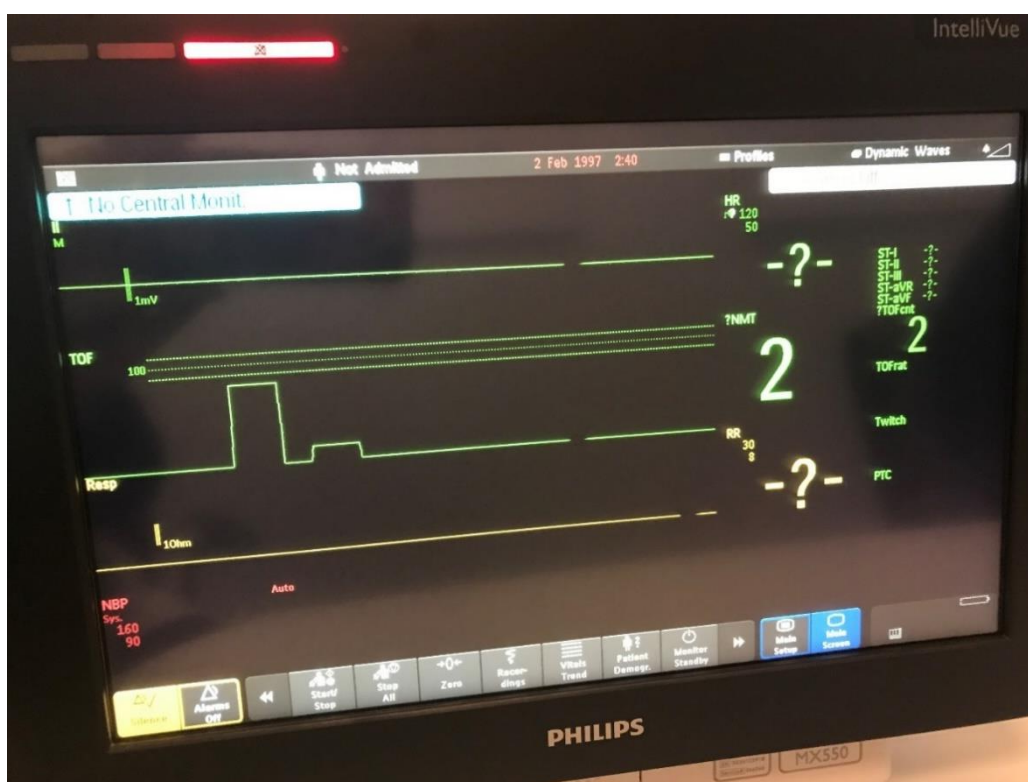 IntelliVue
Not Admitted
2 Feb 1997 2:40
Profiles
Dynamic Waves
No Central Monit.
Off
II
M
1mV
HR
120
50
-?-
ST-I -?-
ST-II -?-
ST-III -?-
ST-aVR -?-
ST-aVF -?-
?TOFcnt
2
TOF
100
?NMT
2
TOFrat
Twitch
PTC
Resp
1Ohm
RR
30
8
-?-
NBP
Sys.
160
90
Auto
Silence
Alarms
Off
Start/
Stop
Stop
All
Zero
Recor-
dings
Vitals
Trend
Patient
Demogr.
Monitor
Standby
Main
Setup
Main
Screen
PHILIPS
MX550